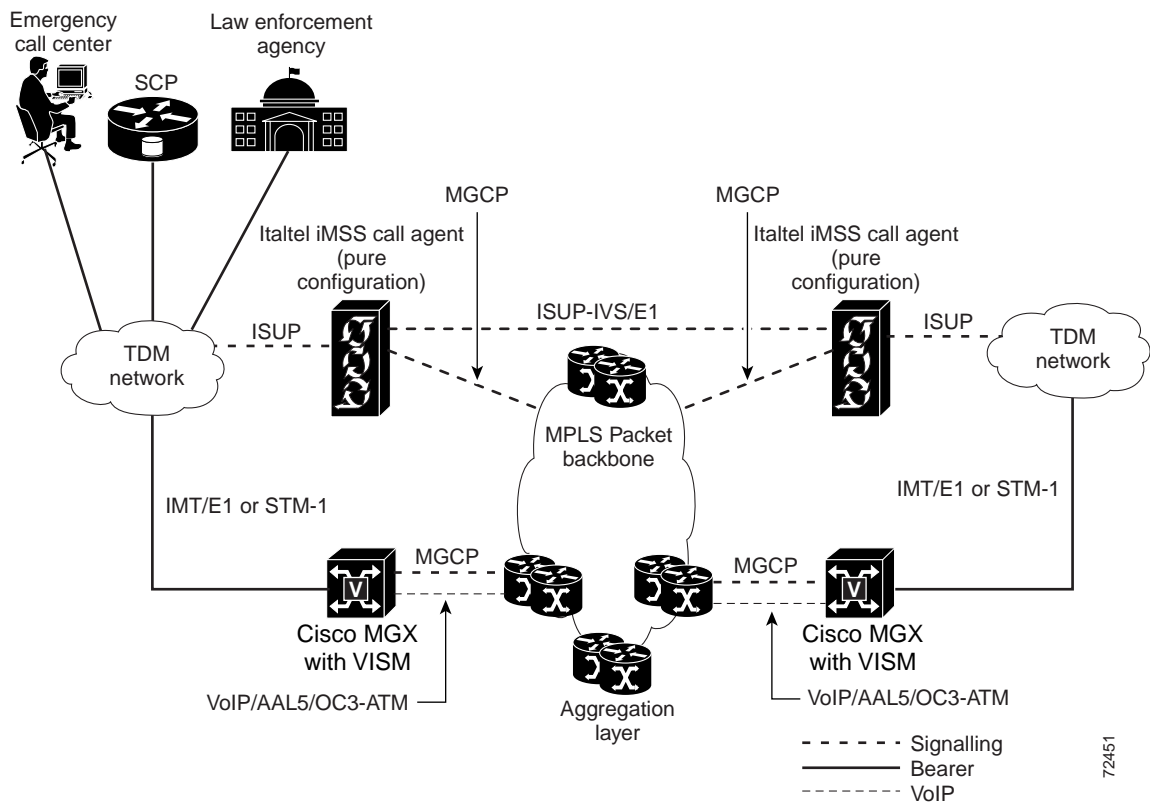 Emergency
call center
SCP
Law enforcement
agency
MGCP
MGCP
Italtel iMSS call agent
(pure
configuration)
Italtel iMSS call agent
(pure
configuration)
ISUP
ISUP-IVS/E1
ISUP
TDM
network
TDM
network
MPLS Packet
backbone
IMT/E1 or STM-1
IMT/E1 or STM-1
MGCP
MGCP
V
V
Cisco MGX
with VISM
Cisco MGX
with VISM
VoIP/AAL5/OC3-ATM
VoIP/AAL5/OC3-ATM
Aggregation
layer
Signalling
Bearer
VoIP
72451